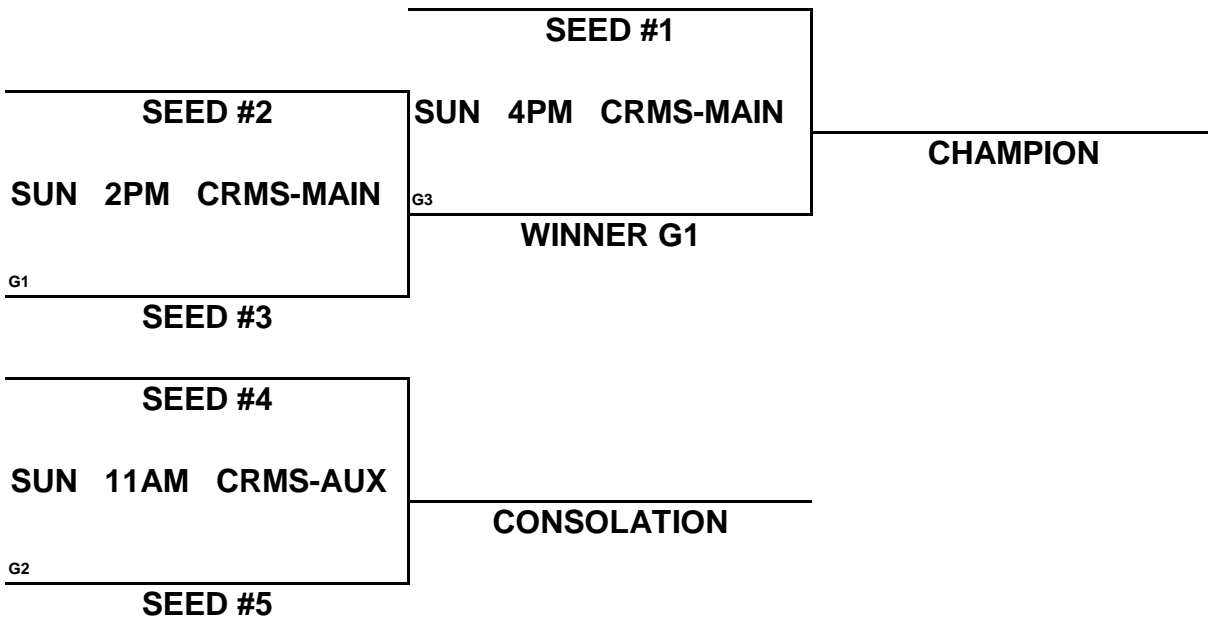 SEED #1
SEED #2
SUN 4PM CRMS-MAIN
CHAMPION
SUN 2PM CRMS-MAIN
G3
WINNER G1
G1
SEED #3
SEED #4
SUN 11AM CRMS-AUX
CONSOLATION
G2
SEED #5